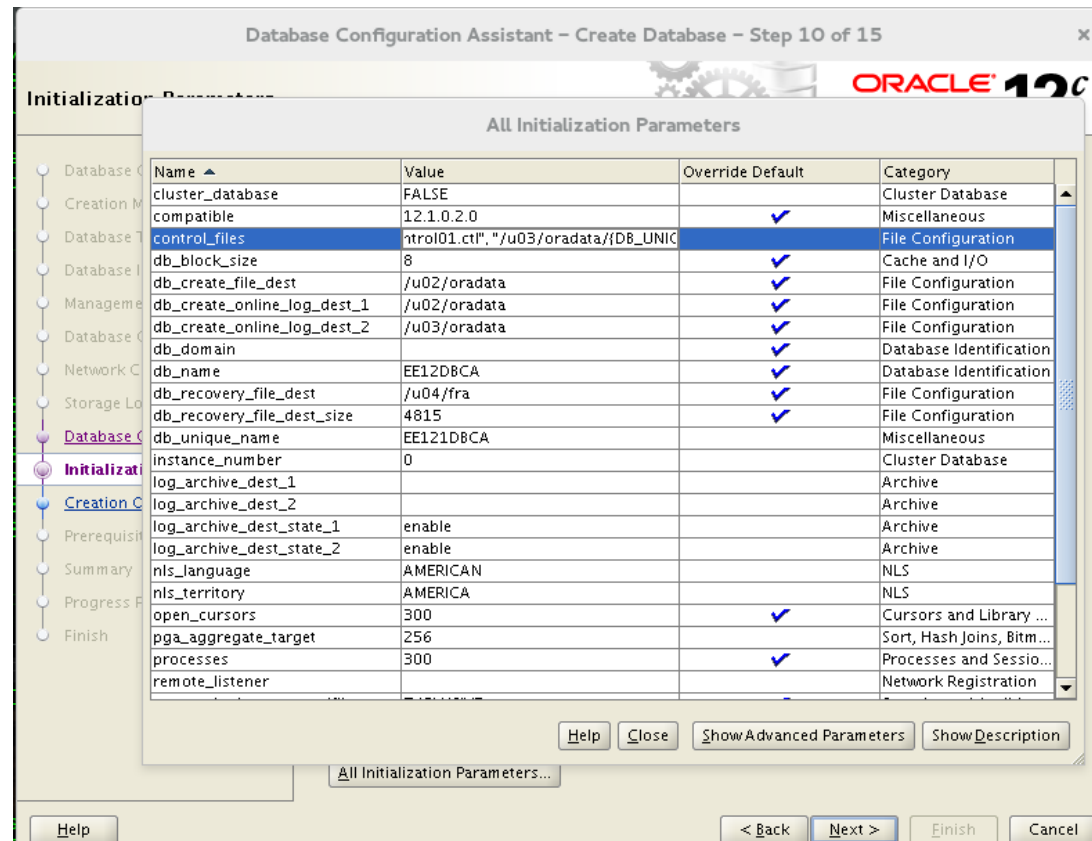 Database Configuration Assistant – Create Database – Step 10 of 15
Initialization Parameters
ORACLE 12c
All Initialization Parameters
Name Value Override Default Category
cluster_database FALSE Cluster Database
compatible 12.1.0.2.0 Miscellaneous
control_files ntrol01.ctl", "/u03/oradata/{DB_UNIQ File Configuration
db_block_size 8 Cache and I/O
db_create_file_dest /u02/oradata File Configuration
db_create_online_log_dest_1 /u02/oradata File Configuration
db_create_online_log_dest_2 /u03/oradata File Configuration
db_domain Database Identification
db_name EE12DBCA Database Identification
db_recovery_file_dest /u04/fra File Configuration
db_recovery_file_dest_size 4815 File Configuration
db_unique_name EE121DBCA Miscellaneous
instance_number 0 Cluster Database
log_archive_dest_1 Archive
log_archive_dest_2 Archive
log_archive_dest_state_1 enable Archive
log_archive_dest_state_2 enable Archive
nls_language AMERICAN NLS
nls_territory AMERICA NLS
open_cursors 300 Cursors and Library ...
pga_aggregate_target 256 Sort, Hash Joins, Bitm...
processes 300 Processes and Sessio...
remote_listener Network Registration
Database
Creation M
Database T
Database I
Manageme
Database
Network C
Storage Lo
Database
Initializati
Creation O
Prerequisit
Summary
Progress P
Finish
Help Close Show Advanced Parameters Show Description
All Initialization Parameters...
Help < Back Next > Finish Cancel